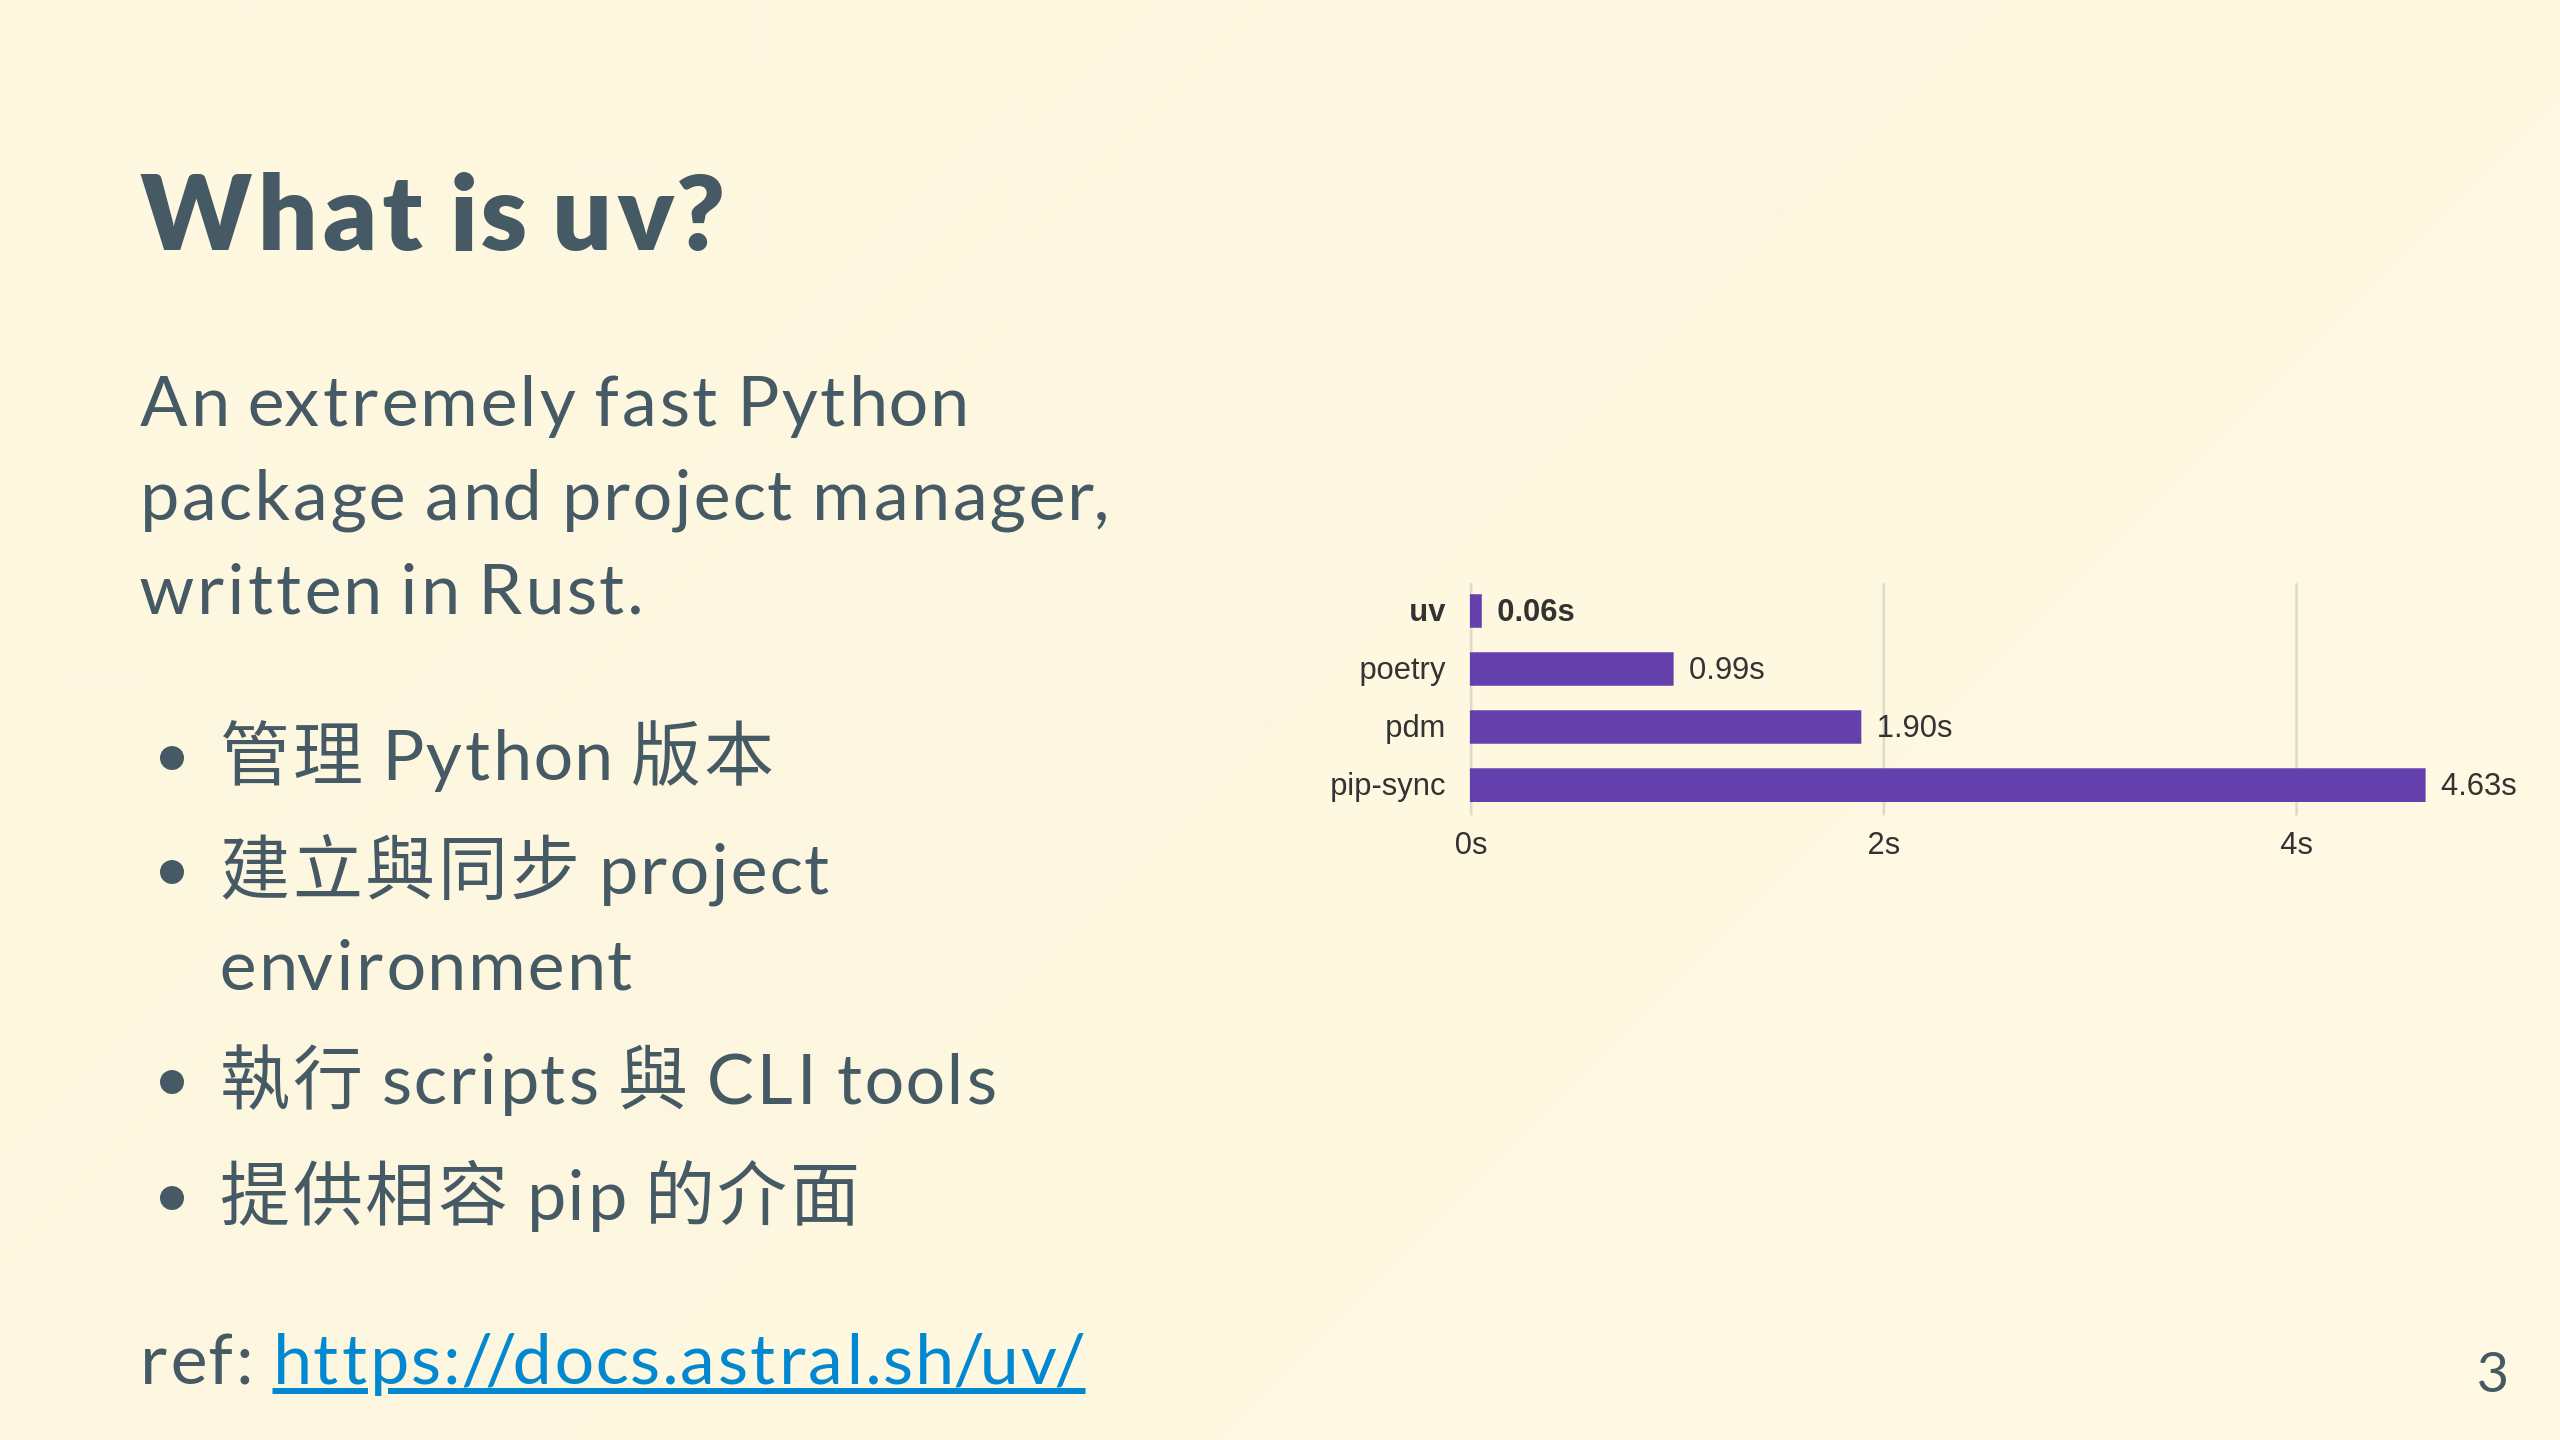 What is uv?
An extremely fast Python
package and project manager,
written in Rust.
管理 Python 版本
建立與同步 project
environment
執行 scripts 與 CLI tools
提供相容 pip 的介面
ref: https://docs.astral.sh/uv/
uv 0.06s
poetry 0.99s
pdm 1.90s
pip-sync 4.63s
0s 2s 4s
3